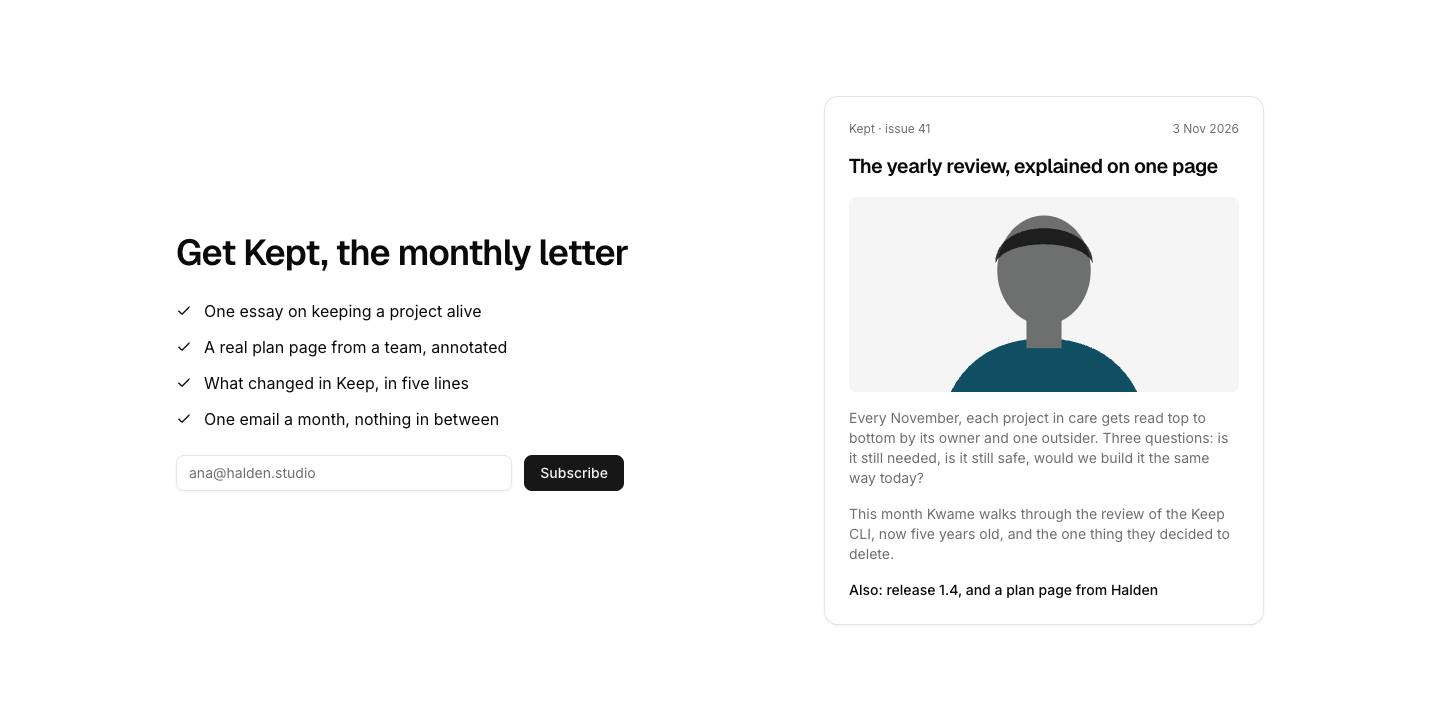 Get Kept, the monthly letter
One essay on keeping a project alive
A real plan page from a team, annotated
What changed in Keep, in five lines
One email a month, nothing in between
ana@halden.studio
Subscribe
Kept · issue 41
3 Nov 2026
The yearly review, explained on one page
Every November, each project in care gets read top to
bottom by its owner and one outsider. Three questions: is
it still needed, is it still safe, would we build it the same
way today?
This month Kwame walks through the review of the Keep
CLI, now five years old, and the one thing they decided to
delete.
Also: release 1.4, and a plan page from Halden